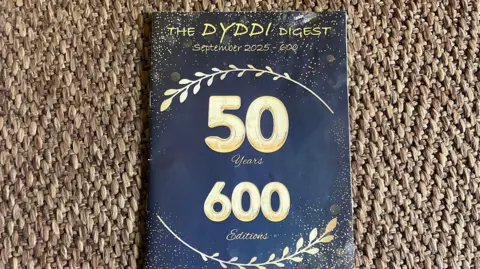 THE DYDDI DIGEST
September 2025 - 600
50
Years
600
Editions